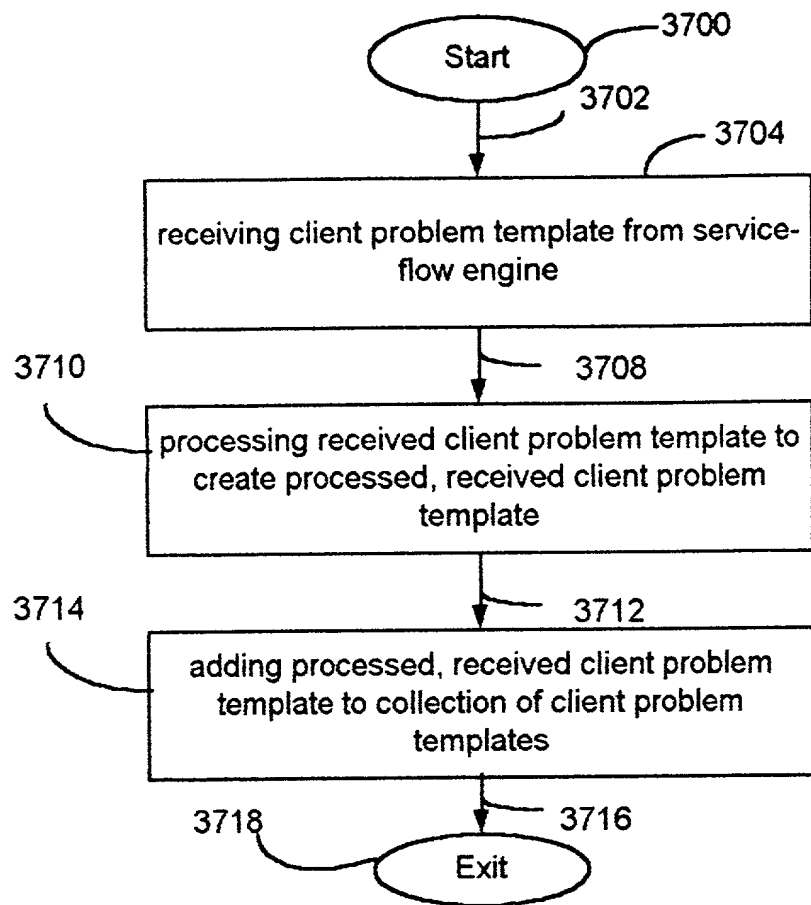 3700
Start
3702
3704
receiving client problem template from service-
flow engine
3708
3710
processing received client problem template to
create processed, received client problem
template
3712
3714
adding processed, received client problem
template to collection of client problem
templates
3716
3718
Exit